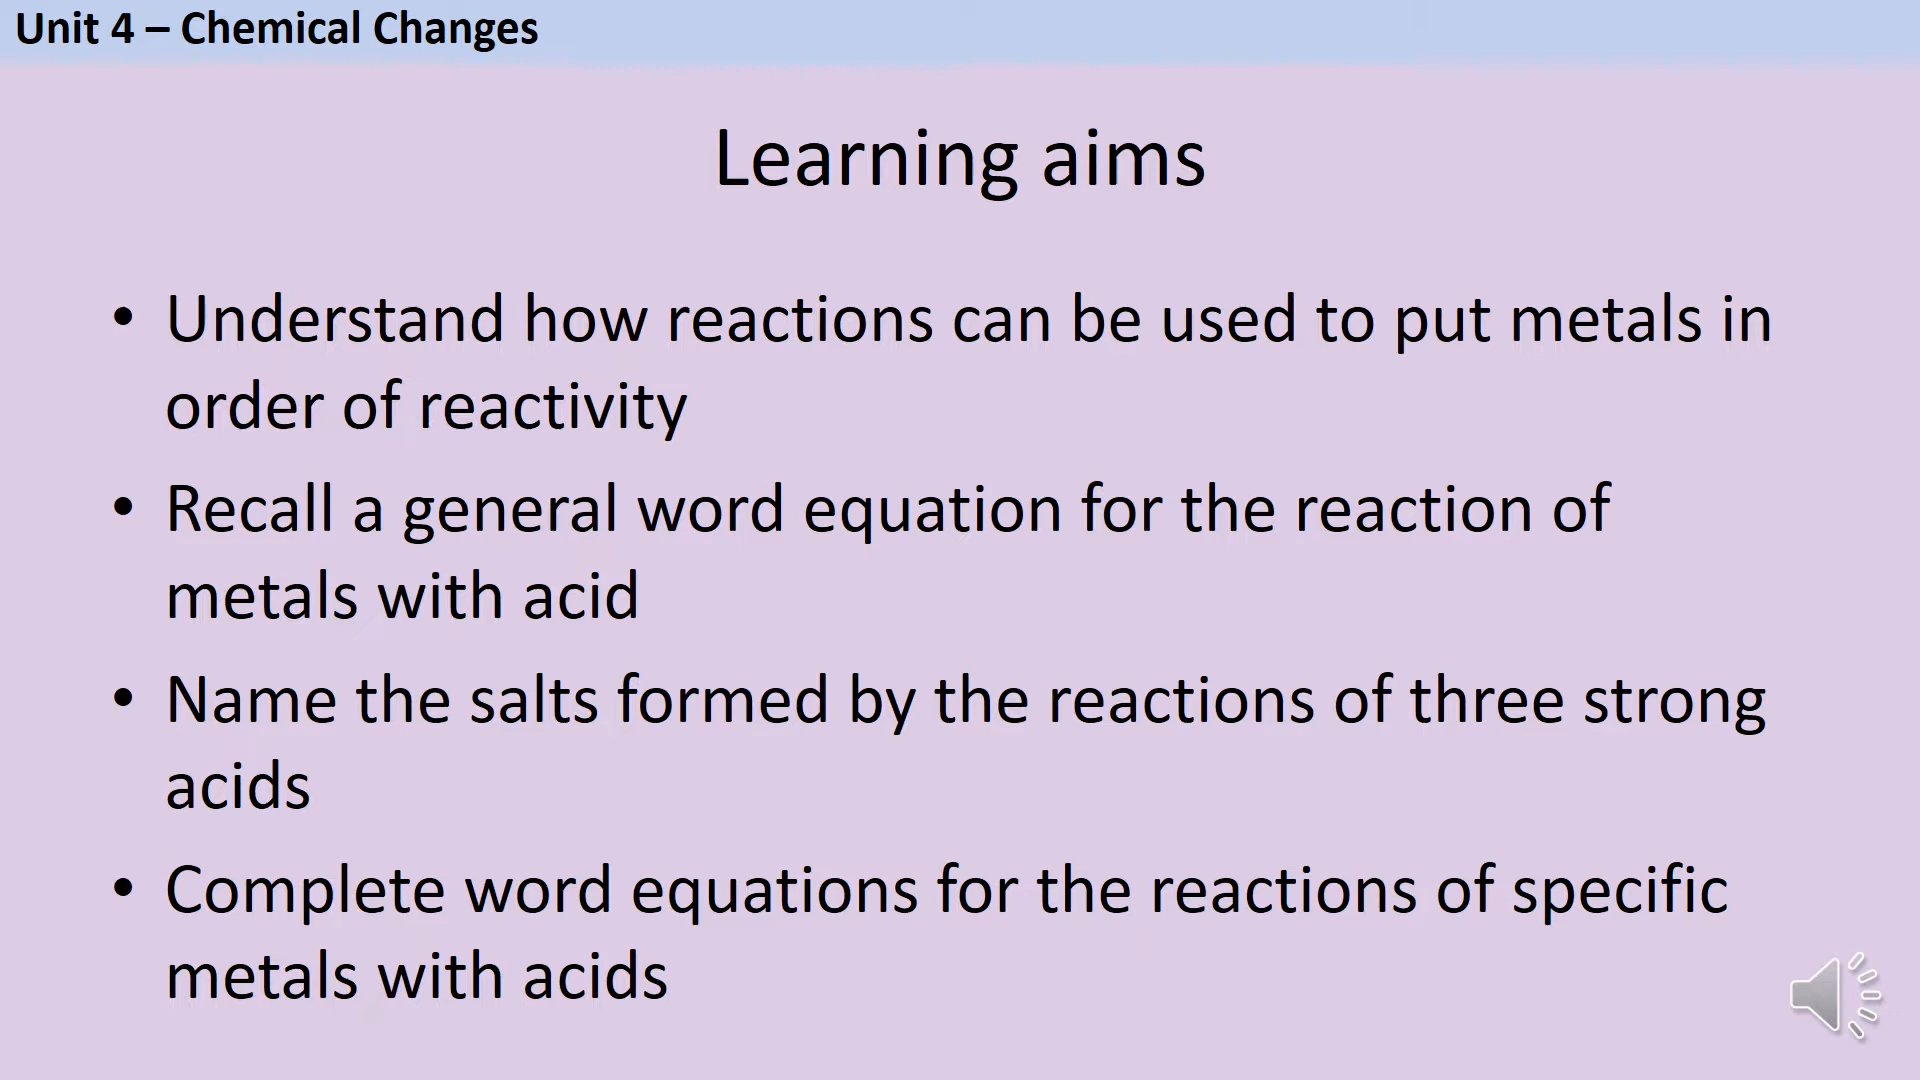 Unit 4 – Chemical Changes
Learning aims
• Understand how reactions can be used to put metals in
order of reactivity
• Recall a general word equation for the reaction of
metals with acid
• Name the salts formed by the reactions of three strong
acids
• Complete word equations for the reactions of specific
metals with acids